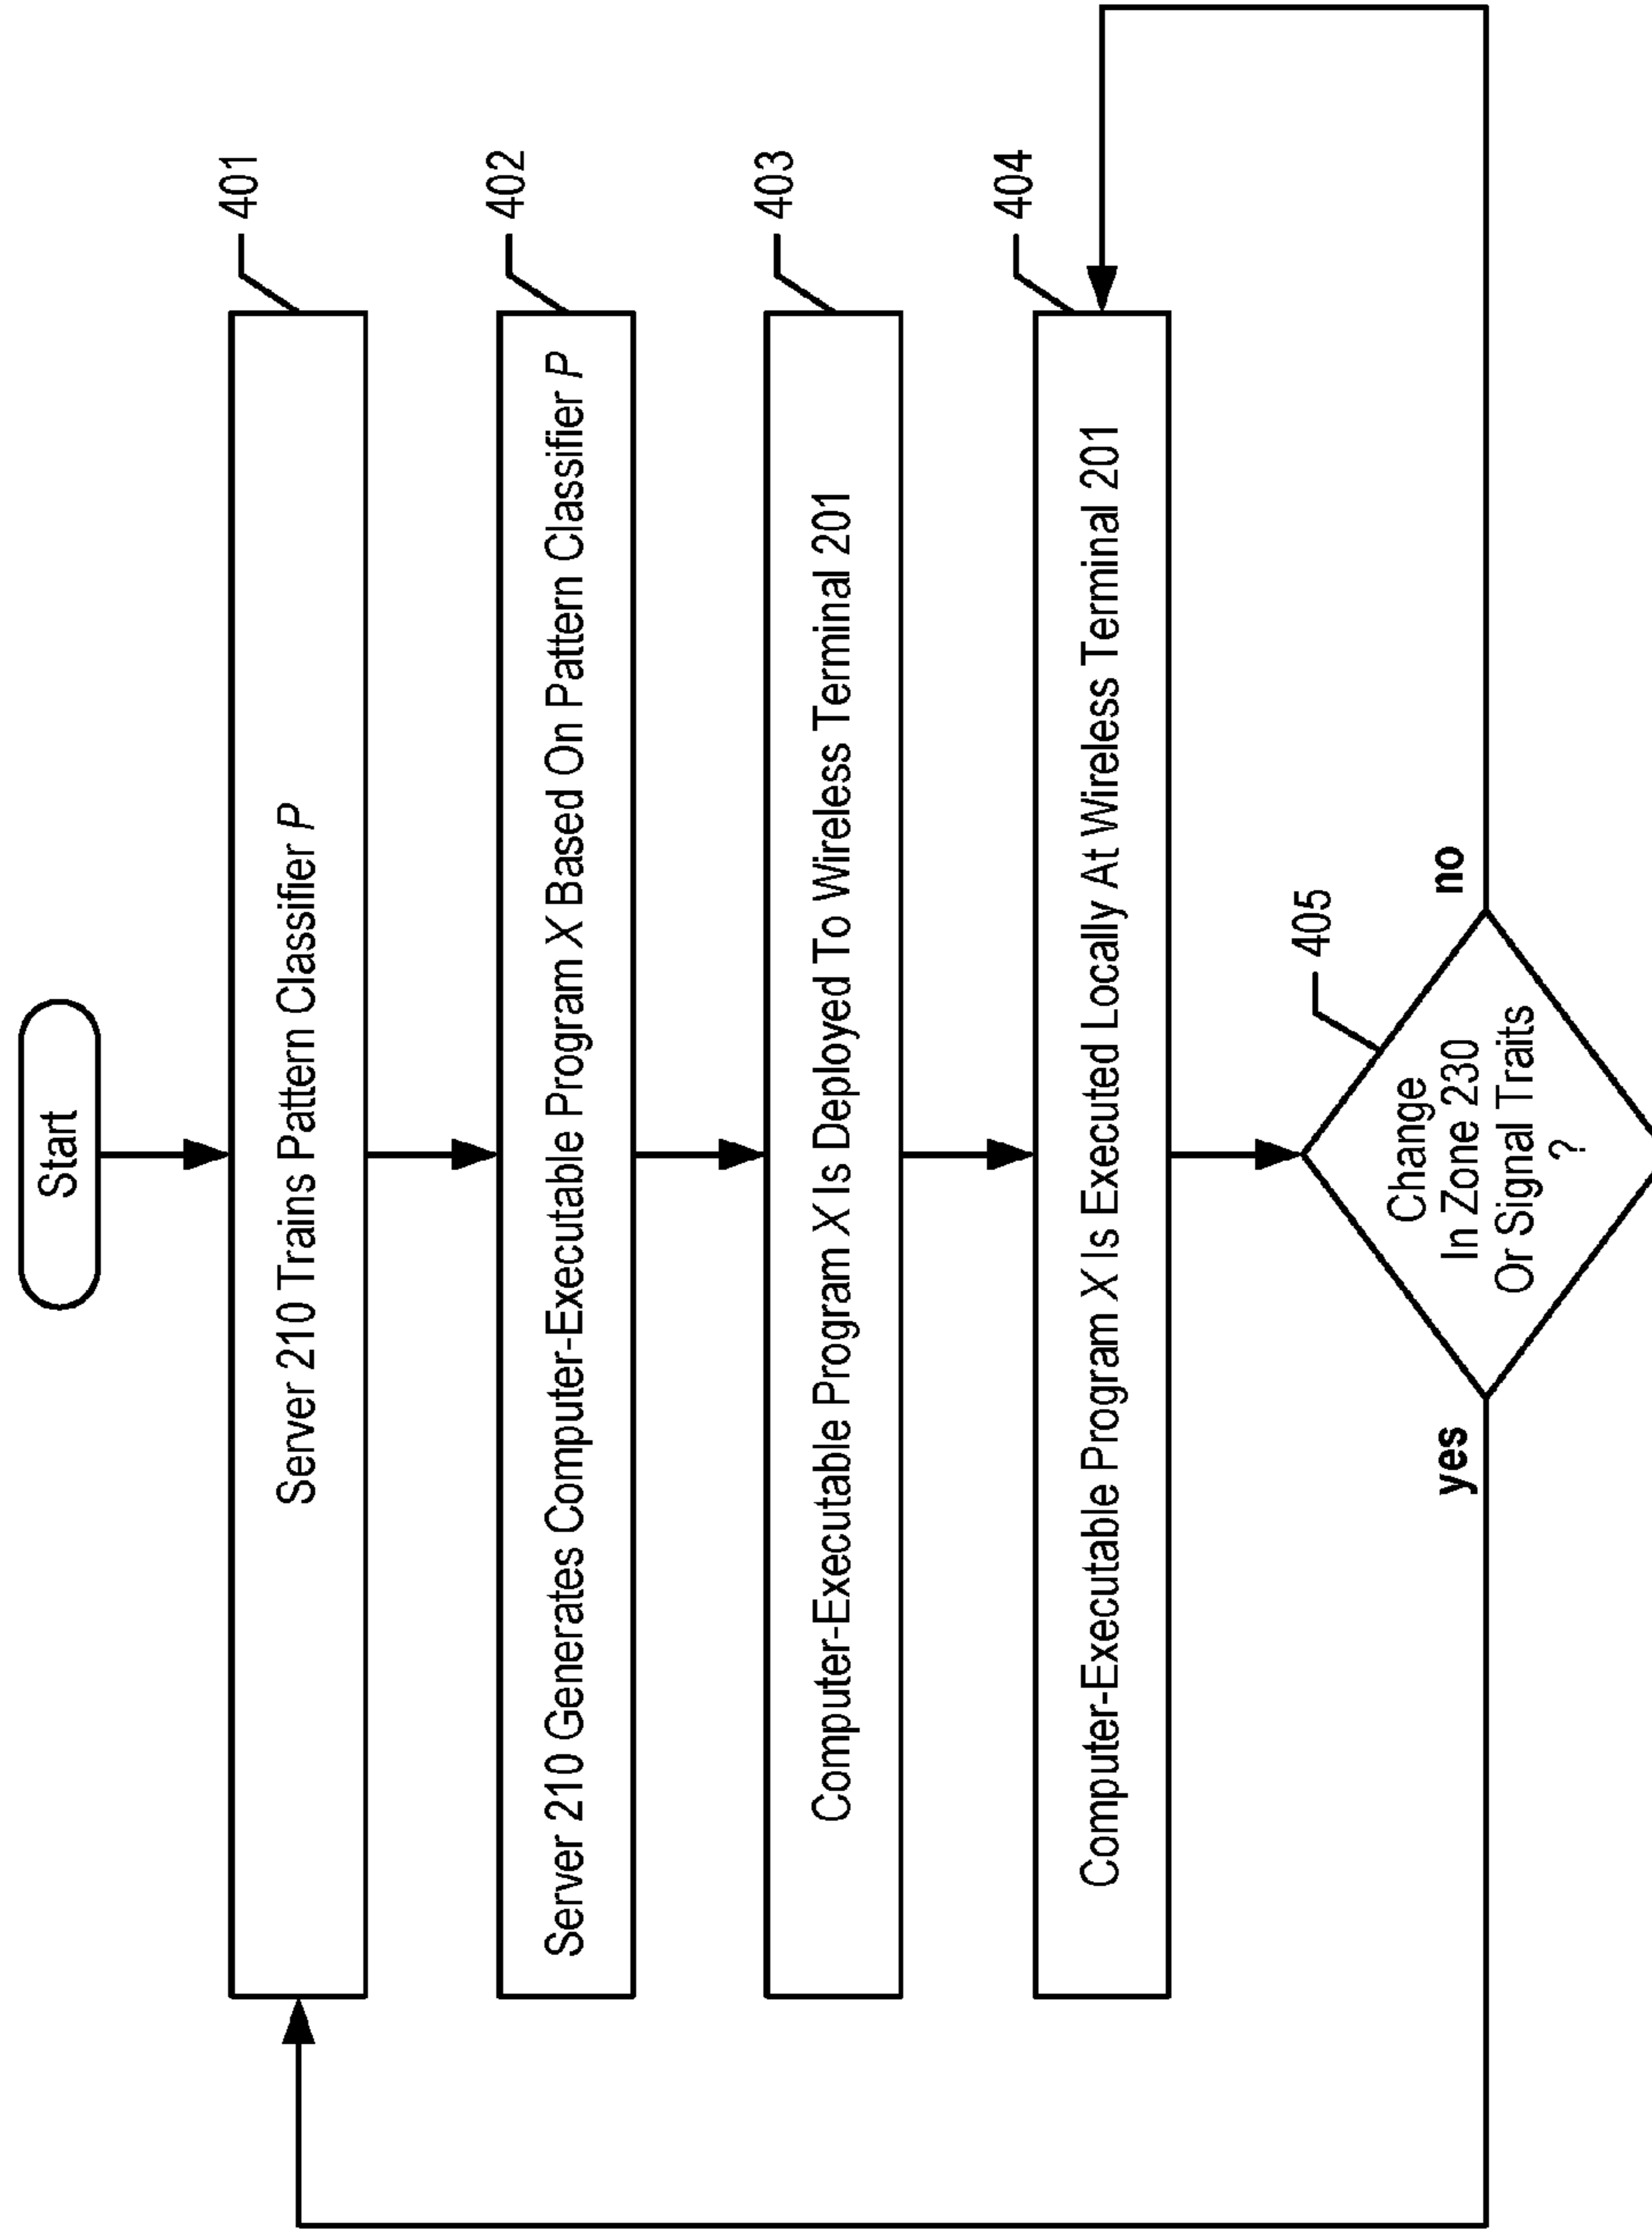 Start
401
Server 210 Trains Pattern Classifier P
402
Server 210 Generates Computer-Executable Program X Based On Pattern Classifier P
403
Computer-Executable Program X Is Deployed To Wireless Terminal 201
404
Computer-Executable Program X Is Executed Locally At Wireless Terminal 201
405
Change
In Zone 230
Or Signal Traits
?
yes
no